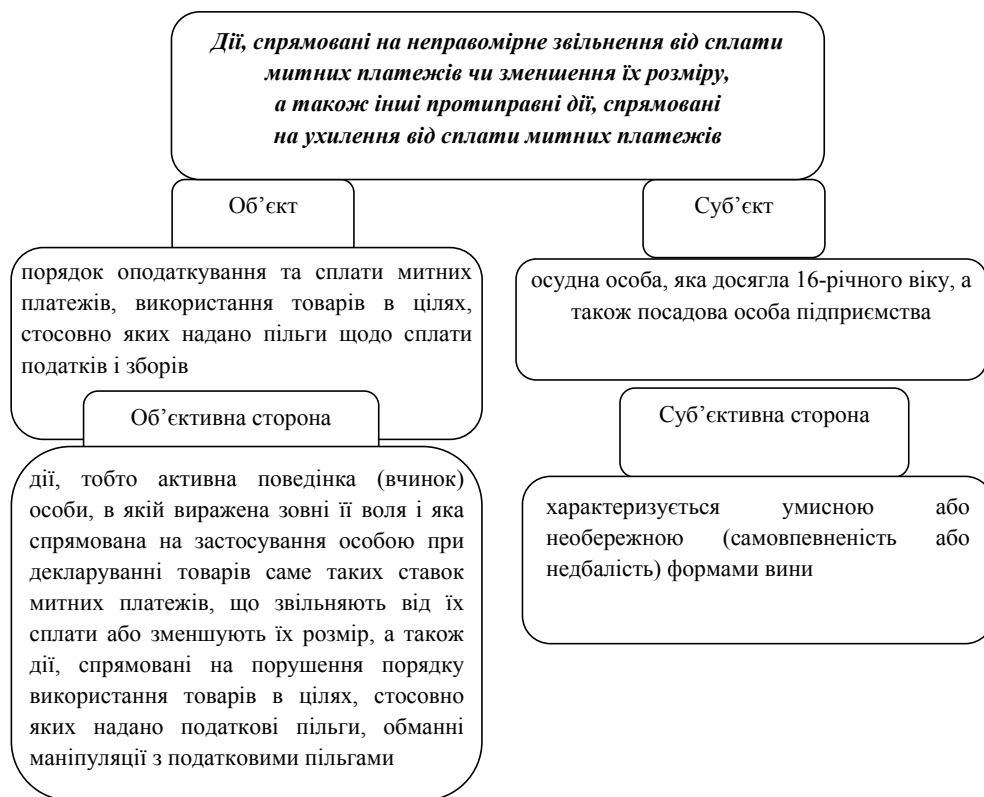 Дії, спрямовані на неправомірне звільнення від сплати
митних платежів чи зменшення їх розміру,
а також інші протиправні дії, спрямовані
на ухилення від сплати митних платежів
Об’єкт
порядок оподаткування та сплати митних
платежів, використання товарів в цілях,
стосовно яких надано пільги щодо сплати
податків і зборів
Об’єктивна сторона
дії, тобто активна поведінка (вчинок)
особи, в якій виражена зовні її воля і яка
спрямована на застосування особою при
декларуванні товарів саме таких ставок
митних платежів, що звільняють від їх
сплати або зменшують їх розмір, а також
дії, спрямовані на порушення порядку
використання товарів в цілях, стосовно
яких надано податкові пільги, обманні
маніпуляції з податковими пільгами
Суб’єкт
осудна особа, яка досягла 16-річного віку, а
також посадова особа підприємства
Суб’єктивна сторона
характеризується умисною або
необережною (самовпевненість або
недбалість) формами вини